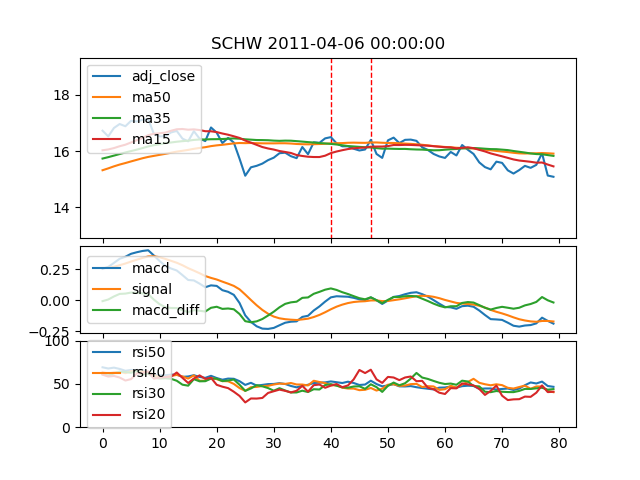 SCHW 2011-04-06 00:00:00
adj_close
ma50
ma35
ma15
18
16
14
macd
signal
macd_diff
0.25
0.00
−0.25
rsi50
rsi40
rsi30
rsi20
100
50
0
0 10 20 30 40 50 60 70 80